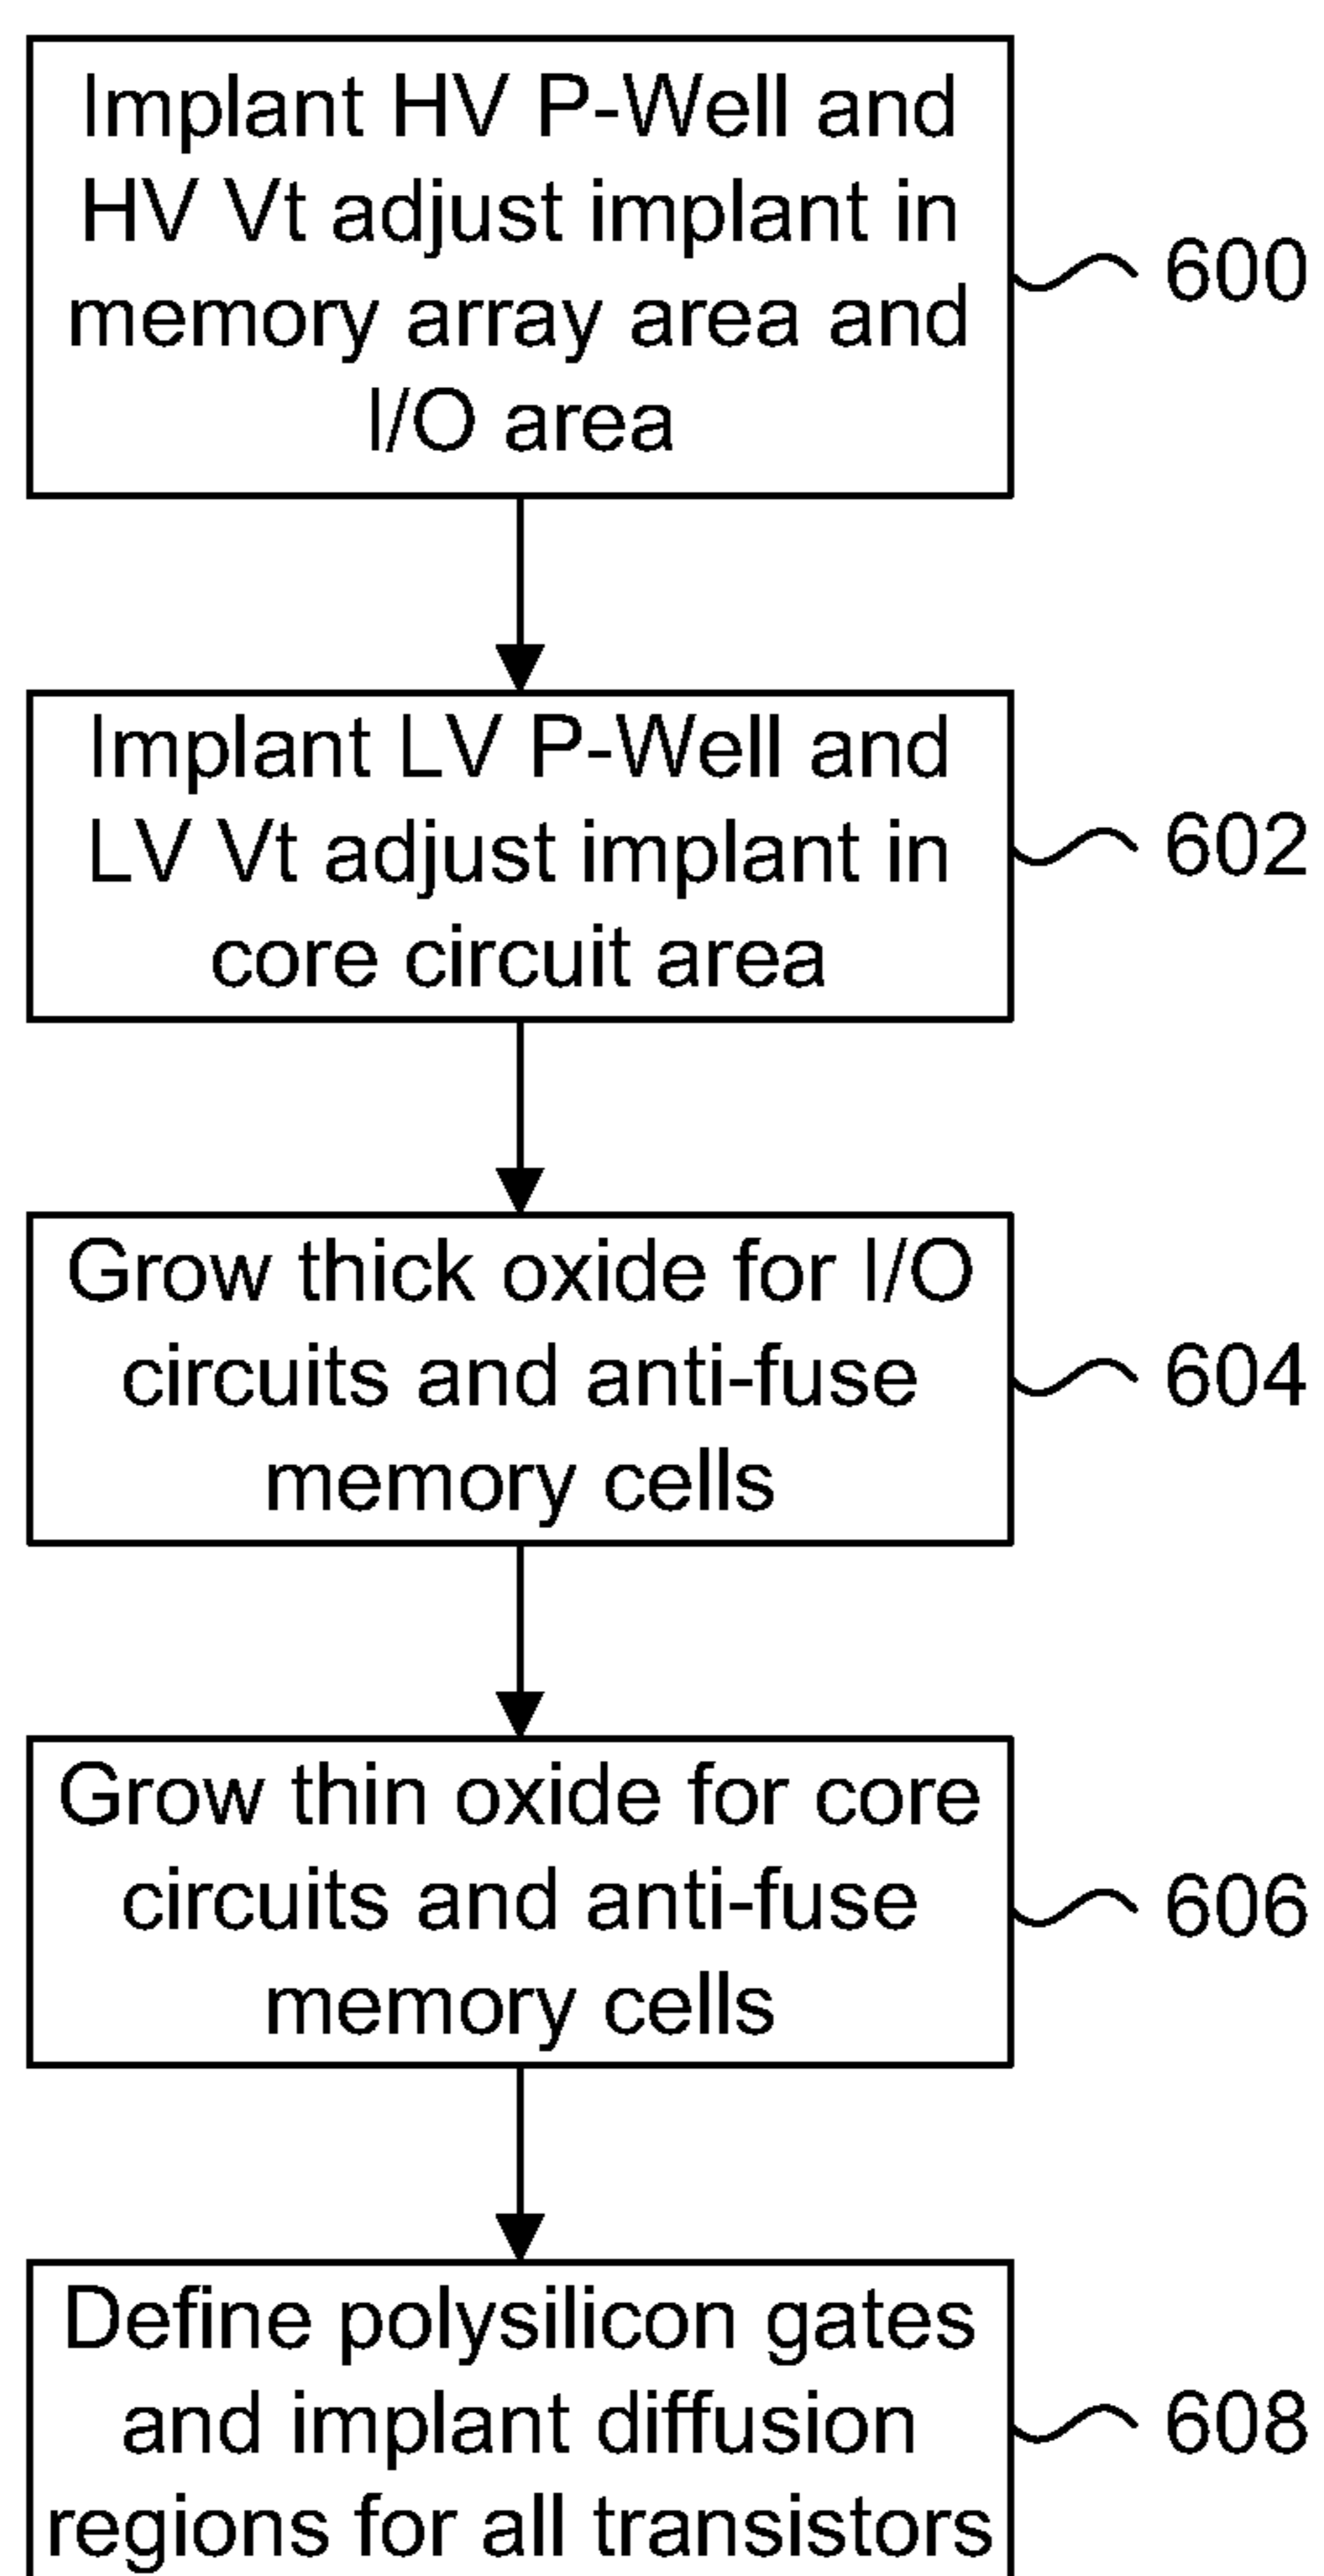 Implant HV P-Well and
HV Vt adjust implant in
memory array area and
I/O area
600
Implant LV P-Well and
LV Vt adjust implant in
core circuit area
602
Grow thick oxide for I/O
circuits and anti-fuse
memory cells
604
Grow thin oxide for core
circuits and anti-fuse
memory cells
606
Define polysilicon gates
and implant diffusion
regions for all transistors
608